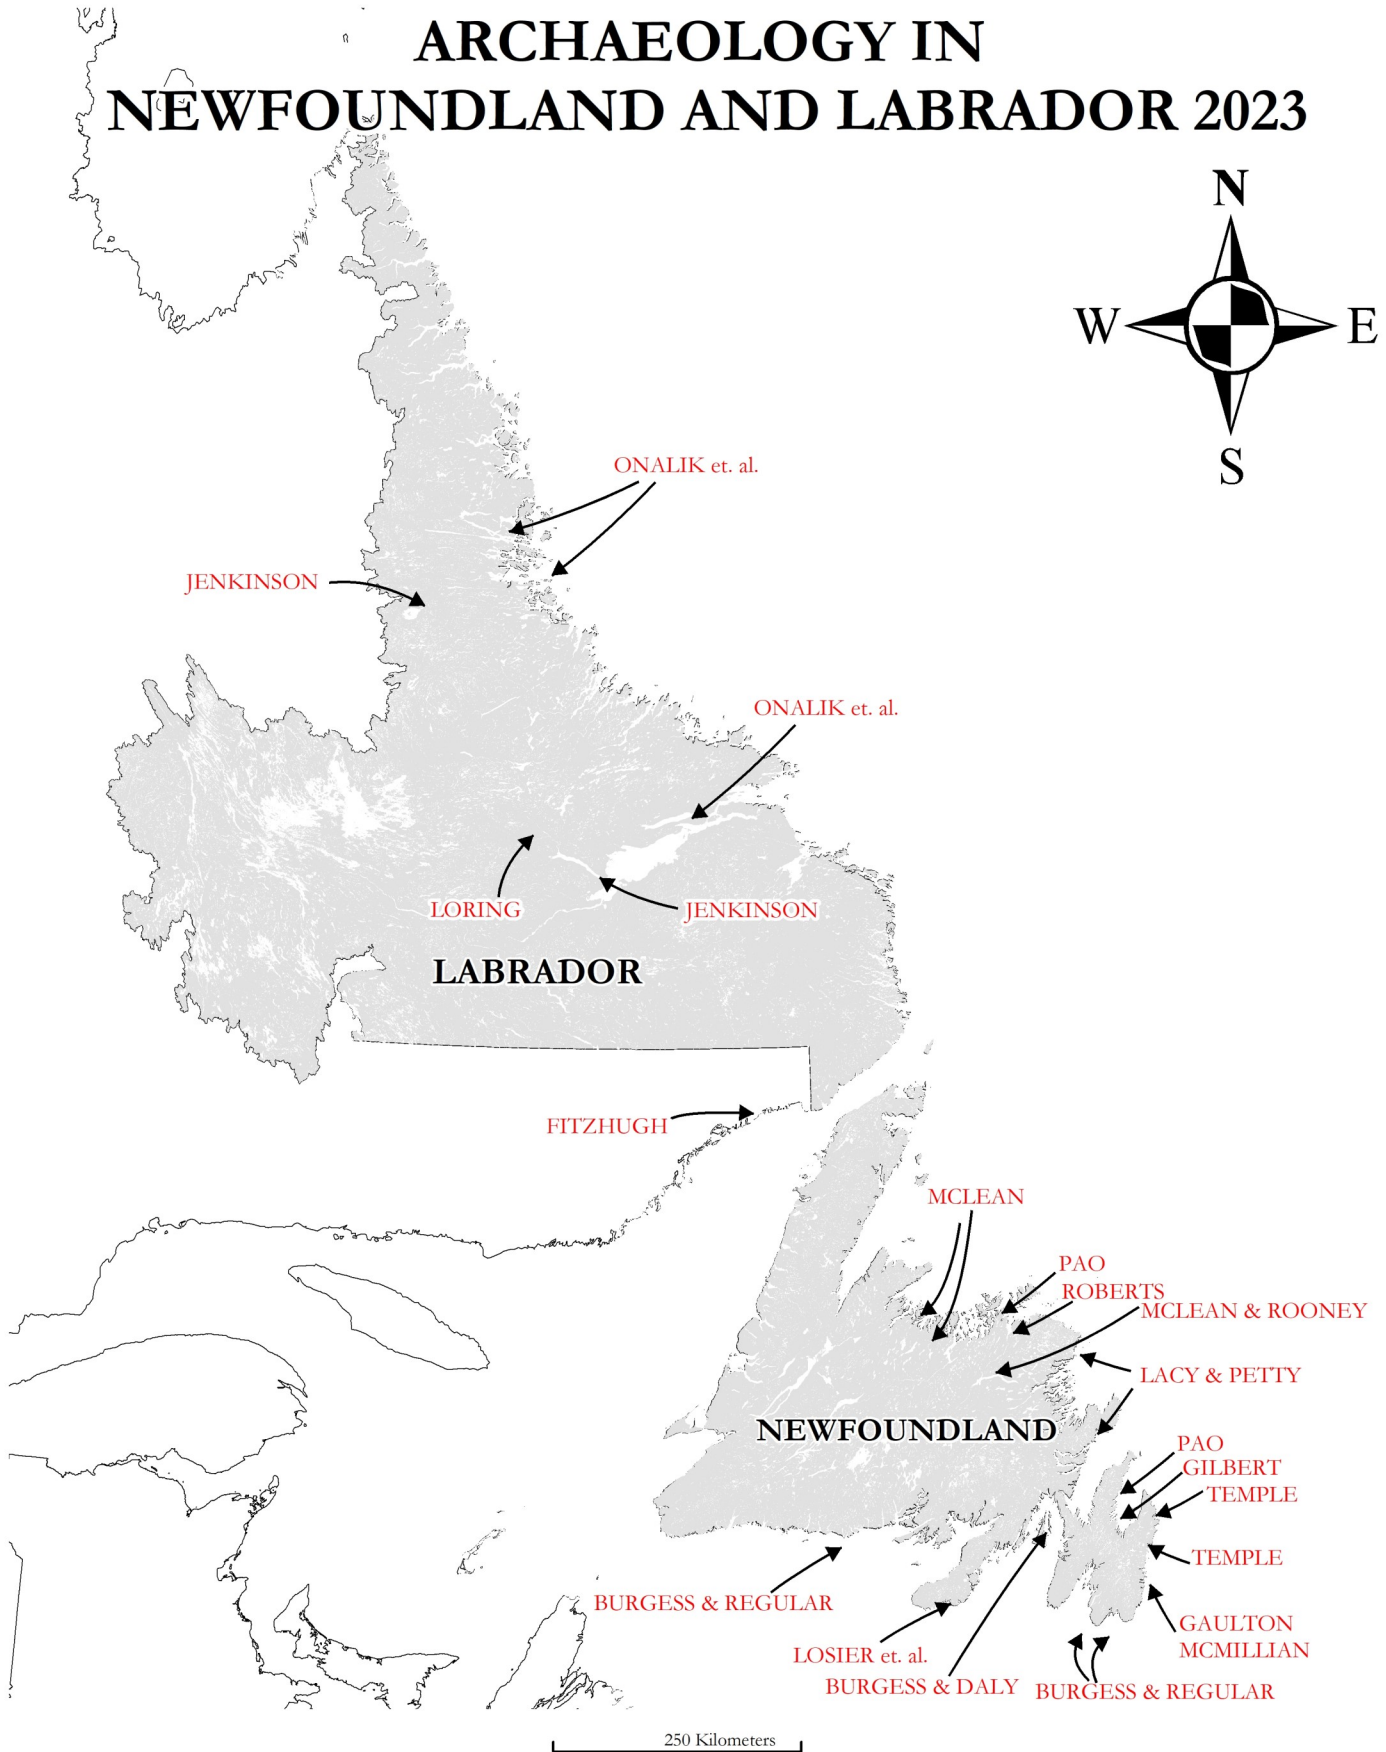 ARCHAEOLOGY IN
NEWFOUNDLAND AND LABRADOR 2023
N
W
E
S
ONALIK et. al.
JENKINSON
ONALIK et. al.
LORING
JENKINSON
LABRADOR
FITZHUGH
MCLEAN
PAO
ROBERTS
MCLEAN & ROONEY
LACY & PETTY
NEWFOUNDLAND
PAO
GILBERT
TEMPLE
TEMPLE
BURGESS & REGULAR
GAULTON
MCMILLIAN
LOSIER et. al.
BURGESS & DALY
BURGESS & REGULAR
250 Kilometers